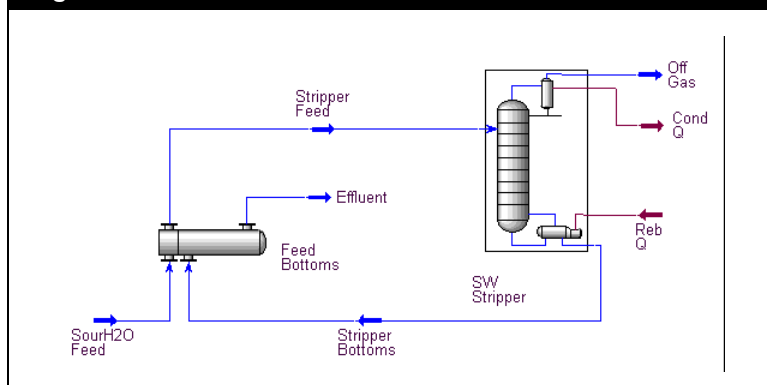 Off
Gas
Stripper
Feed
Cond
Q
Effluent
Reb
Q
Feed
Bottoms
SW
Stripper
SourH2O
Feed
Stripper
Bottoms